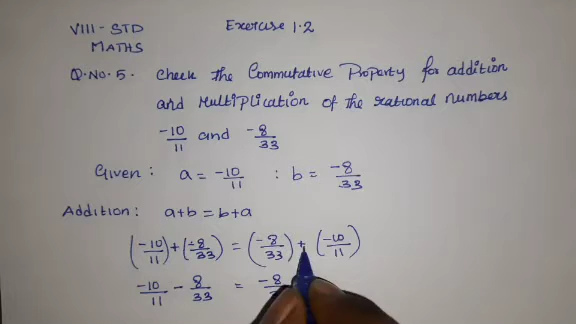 VIII - STD Exercise 1.2
MATHS
Q.No.5. Check the Commutative Property for addition
and Multiplication of the rational numbers
-10/11 and -8/33
Given : a = -10/11 : b = -8/33
Addition : a+b = b+a
(-10/11) + (-8/33) = (-8/33) + (-10/11)
-10/11 - 8/33 = -8/